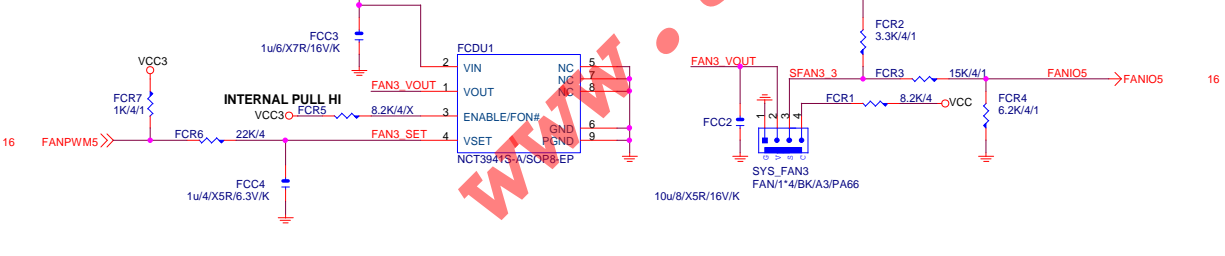 FCC3
1u/6/X7R/16V/K
VCC3
FCR7
1K/4/1
INTERNAL PULL HI
VCC3
FCR5
8.2K/4/X
16
FANPWM5
FCR6
22K/4
FAN3_SET
FAN3_VOUT
FCC4
1u/4/X5R/6.3V/K
FCDU1
2
VIN
1
VOUT
3
ENABLE/FON#
4
VSET
NC
5
NC
7
NC
8
GND
6
PGND
9
NCT3941S-A/SOP8-EP
www.
FAN3_VOUT
FCC2
10u/8/X5R/16V/K
SFAN3_3
FCR2
3.3K/4/1
FCR3
15K/4/1
FANIO5
FANIO5
16
FCR1
8.2K/4
VCC
FCR4
6.2K/4/1
1
2
3
4
G
V
S
C
SYS_FAN3
FAN/1*4/BK/A3/PA66